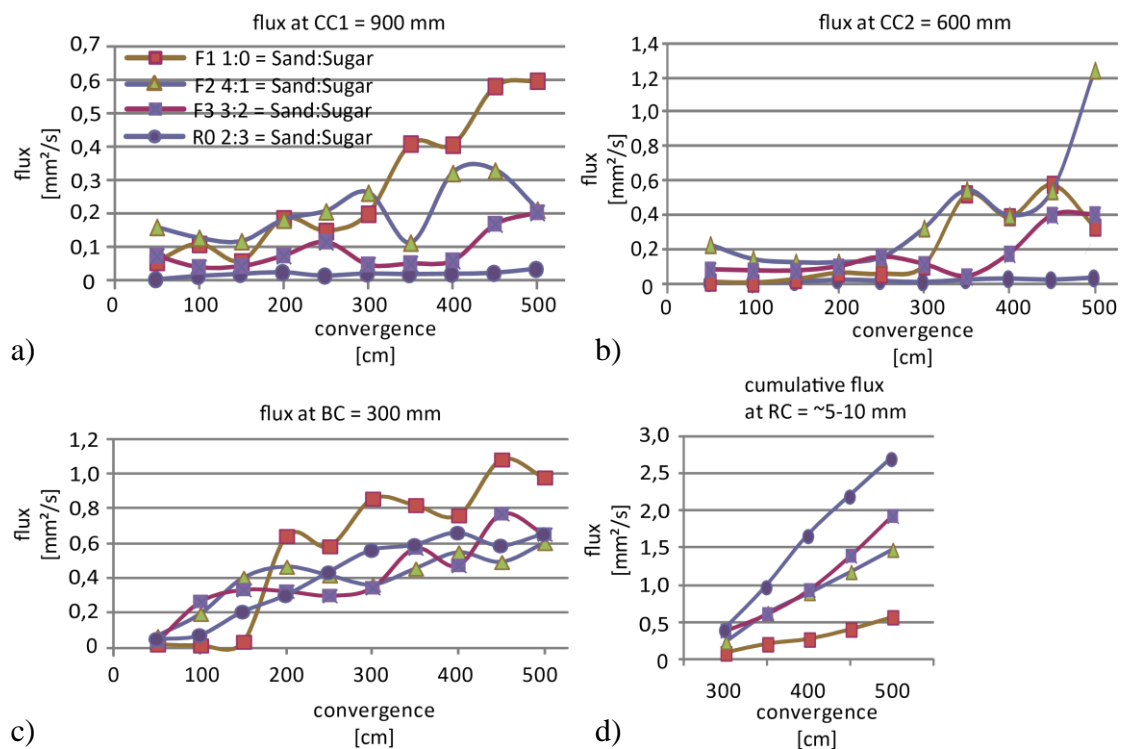 flux at CC1 = 900 mm
0,7
0,6
0,5
0,4
0,3
0,2
0,1
0
flux
[mm²/s]
F1 1:0 = Sand:Sugar
F2 4:1 = Sand:Sugar
F3 3:2 = Sand:Sugar
R0 2:3 = Sand:Sugar
0 100 200 300 400 500
convergence
[cm]
a)
flux at CC2 = 600 mm
1,4
1,2
1,0
0,8
0,6
0,4
0,2
0
flux
[mm²/s]
0 100 200 300 400 500
convergence
[cm]
b)
flux at BC = 300 mm
1,2
1,0
0,8
0,6
0,4
0,2
0
flux
[mm²/s]
0 100 200 300 400 500
convergence
[cm]
c)
cumulative flux
at RC = ~5-10 mm
3,0
2,5
2,0
1,5
1,0
0,5
0
flux
[mm²/s]
300 400 500
convergence
[cm]
d)